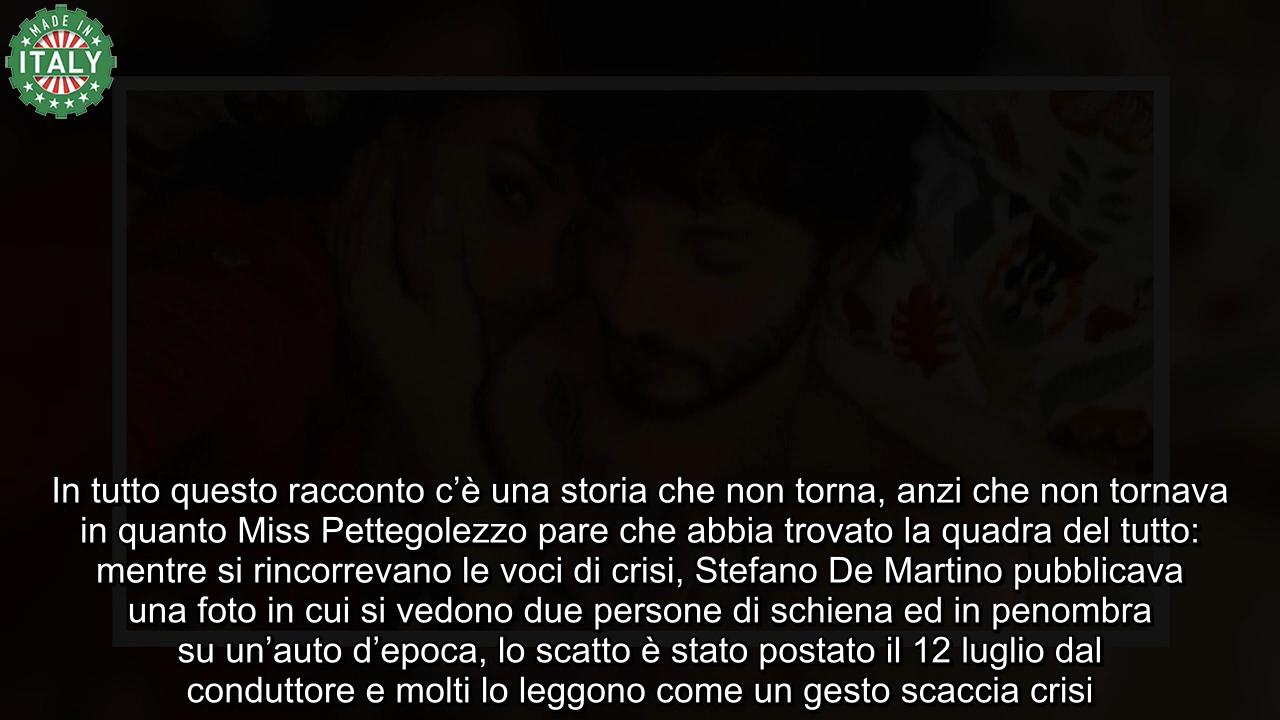 MADE IN
ITALY
In tutto questo racconto c’è una storia che non torna, anzi che non tornava
in quanto Miss Pettegolezzo pare che abbia trovato la quadra del tutto:
mentre si rincorrevano le voci di crisi, Stefano De Martino pubblicava
una foto in cui si vedono due persone di schiena ed in penombra
su un’auto d’epoca, lo scatto è stato postato il 12 luglio dal
conduttore e molti lo leggono come un gesto scaccia crisi